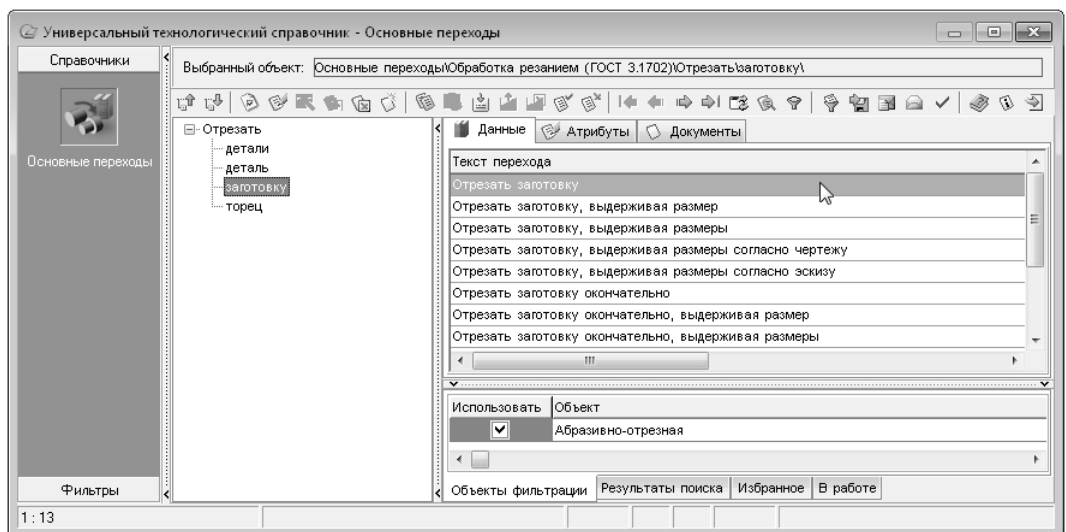 Универсальный технологический справочник - Основные переходы
Справочники
Выбранный объект: Основные переходы\Обработка резанием (ГОСТ 3.1702)\Отрезать\заготовку\
Основные переходы
Фильтры
Отрезать
детали
деталь
заготовку
торец
Данные Атрибуты Документы
Текст перехода
Отрезать заготовку
Отрезать заготовку, выдерживая размер
Отрезать заготовку, выдерживая размеры
Отрезать заготовку, выдерживая размеры согласно чертежу
Отрезать заготовку, выдерживая размеры согласно эскизу
Отрезать заготовку окончательно
Отрезать заготовку окончательно, выдерживая размер
Отрезать заготовку окончательно, выдерживая размеры
Использовать Объект
Абразивно-отрезная
Объекты фильтрации Результаты поиска Избранное В работе
1 : 13